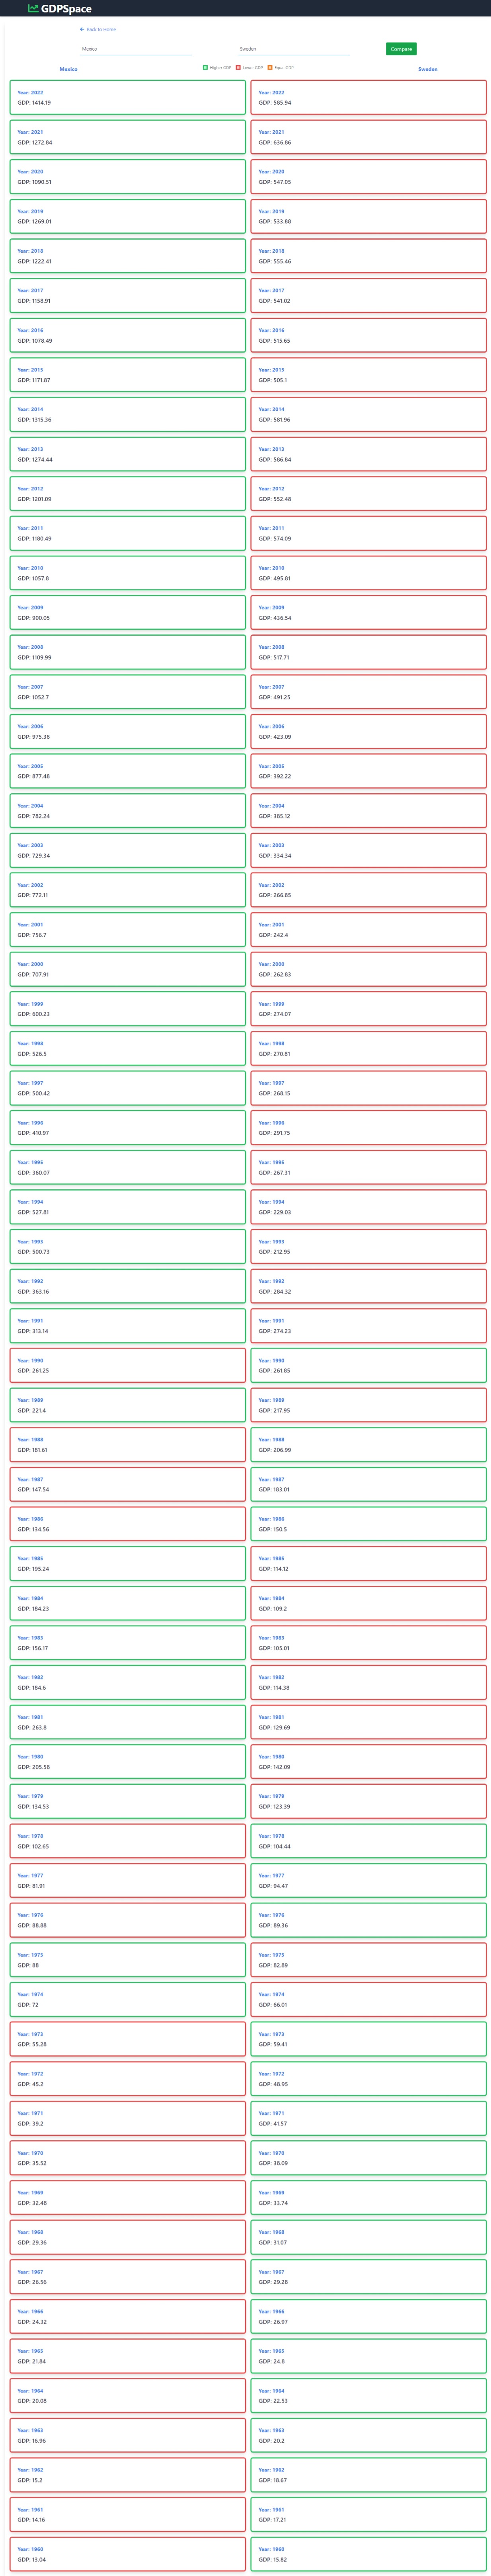 GDPSpace
Back to Home
Mexico
Sweden
Compare
Mexico
Higher GDP
Lower GDP
Equal GDP
Sweden
Year: 2022
GDP: 1414.19
Year: 2022
GDP: 585.94
Year: 2021
GDP: 1272.84
Year: 2021
GDP: 636.86
Year: 2020
GDP: 1090.51
Year: 2020
GDP: 547.05
Year: 2019
GDP: 1269.01
Year: 2019
GDP: 533.88
Year: 2018
GDP: 1222.41
Year: 2018
GDP: 555.46
Year: 2017
GDP: 1158.91
Year: 2017
GDP: 541.02
Year: 2016
GDP: 1078.49
Year: 2016
GDP: 515.65
Year: 2015
GDP: 1171.87
Year: 2015
GDP: 505.1
Year: 2014
GDP: 1315.36
Year: 2014
GDP: 581.96
Year: 2013
GDP: 1274.44
Year: 2013
GDP: 586.84
Year: 2012
GDP: 1201.09
Year: 2012
GDP: 552.48
Year: 2011
GDP: 1180.49
Year: 2011
GDP: 574.09
Year: 2010
GDP: 1057.8
Year: 2010
GDP: 495.81
Year: 2009
GDP: 900.05
Year: 2009
GDP: 436.54
Year: 2008
GDP: 1109.99
Year: 2008
GDP: 517.71
Year: 2007
GDP: 1052.7
Year: 2007
GDP: 491.25
Year: 2006
GDP: 975.38
Year: 2006
GDP: 423.09
Year: 2005
GDP: 877.48
Year: 2005
GDP: 392.22
Year: 2004
GDP: 782.24
Year: 2004
GDP: 385.12
Year: 2003
GDP: 729.34
Year: 2003
GDP: 334.34
Year: 2002
GDP: 772.11
Year: 2002
GDP: 266.85
Year: 2001
GDP: 756.7
Year: 2001
GDP: 242.4
Year: 2000
GDP: 707.91
Year: 2000
GDP: 262.83
Year: 1999
GDP: 600.23
Year: 1999
GDP: 274.07
Year: 1998
GDP: 526.5
Year: 1998
GDP: 270.81
Year: 1997
GDP: 500.42
Year: 1997
GDP: 268.15
Year: 1996
GDP: 410.97
Year: 1996
GDP: 291.75
Year: 1995
GDP: 360.07
Year: 1995
GDP: 267.31
Year: 1994
GDP: 527.81
Year: 1994
GDP: 229.03
Year: 1993
GDP: 500.73
Year: 1993
GDP: 212.95
Year: 1992
GDP: 363.16
Year: 1992
GDP: 284.32
Year: 1991
GDP: 313.14
Year: 1991
GDP: 274.23
Year: 1990
GDP: 261.25
Year: 1990
GDP: 261.85
Year: 1989
GDP: 221.4
Year: 1989
GDP: 217.95
Year: 1988
GDP: 181.61
Year: 1988
GDP: 206.99
Year: 1987
GDP: 147.54
Year: 1987
GDP: 183.01
Year: 1986
GDP: 134.56
Year: 1986
GDP: 150.5
Year: 1985
GDP: 195.24
Year: 1985
GDP: 114.12
Year: 1984
GDP: 184.23
Year: 1984
GDP: 109.2
Year: 1983
GDP: 156.17
Year: 1983
GDP: 105.01
Year: 1982
GDP: 184.6
Year: 1982
GDP: 114.38
Year: 1981
GDP: 263.8
Year: 1981
GDP: 129.69
Year: 1980
GDP: 205.58
Year: 1980
GDP: 142.09
Year: 1979
GDP: 134.53
Year: 1979
GDP: 123.39
Year: 1978
GDP: 102.65
Year: 1978
GDP: 104.44
Year: 1977
GDP: 81.91
Year: 1977
GDP: 94.47
Year: 1976
GDP: 88.88
Year: 1976
GDP: 89.36
Year: 1975
GDP: 88
Year: 1975
GDP: 82.89
Year: 1974
GDP: 72
Year: 1974
GDP: 66.01
Year: 1973
GDP: 55.28
Year: 1973
GDP: 59.41
Year: 1972
GDP: 45.2
Year: 1972
GDP: 48.95
Year: 1971
GDP: 39.2
Year: 1971
GDP: 41.57
Year: 1970
GDP: 35.52
Year: 1970
GDP: 38.09
Year: 1969
GDP: 32.48
Year: 1969
GDP: 33.74
Year: 1968
GDP: 29.36
Year: 1968
GDP: 31.07
Year: 1967
GDP: 26.56
Year: 1967
GDP: 29.28
Year: 1966
GDP: 24.32
Year: 1966
GDP: 26.97
Year: 1965
GDP: 21.84
Year: 1965
GDP: 24.8
Year: 1964
GDP: 20.08
Year: 1964
GDP: 22.53
Year: 1963
GDP: 16.96
Year: 1963
GDP: 20.2
Year: 1962
GDP: 15.2
Year: 1962
GDP: 18.67
Year: 1961
GDP: 14.16
Year: 1961
GDP: 17.21
Year: 1960
GDP: 13.04
Year: 1960
GDP: 15.82